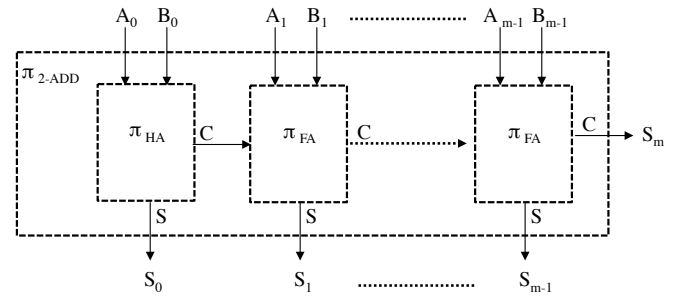 A0 B0 A1 B1 Am-1 Bm-1
π2-ADD
πHA C πFA C πFA C Sm
S S S
S0 S1 Sm-1